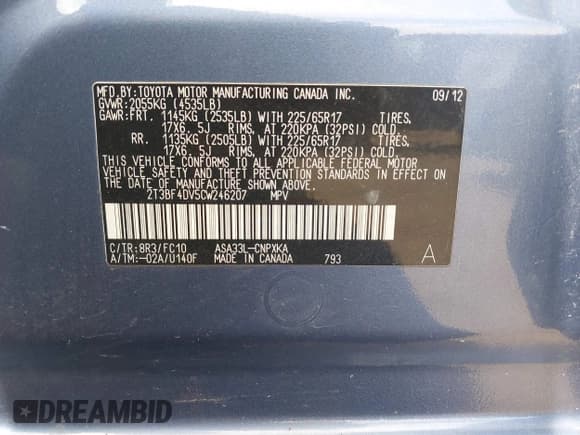 MFD.BY:TOYOTA MOTOR MANUFACTURING CANADA INC. 09/12
GVWR:2055KG (4535LB)
GAWR:FRT. 1145KG (2535LB) WITH 225/65R17 TIRES,
17X6.5J RIMS, AT 220KPA (32PSI) COLD.
RR. 1135KG (2505LB) WITH 225/65R17 TIRES,
17X6.5J RIMS, AT 220KPA (32PSI) COLD.
THIS VEHICLE CONFORMS TO ALL APPLICABLE FEDERAL MOTOR
VEHICLE SAFETY AND THEFT PREVENTION STANDARDS IN
EFFECT ON THE DATE OF MANUFACTURE SHOWN ABOVE.
2T3BF4DV5CW246207 MPV
C/TR:8R3/FC10 ASA33L-CNPXKA
A/TM:-02A/U140F MADE IN CANADA 793 A
DREAMBID